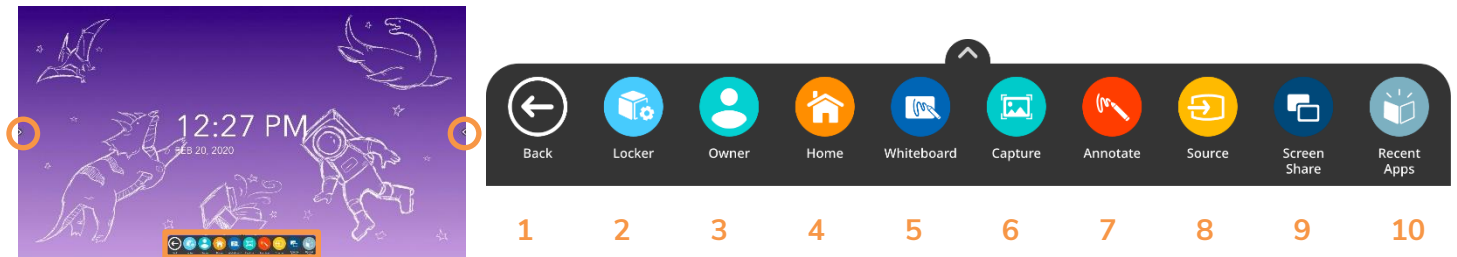 12:27 PM
FEB 20, 2020
Back Locker Owner Home Whiteboard Capture Annotate Source Screen Share Recent Apps
1 2 3 4 5 6 7 8 9 10